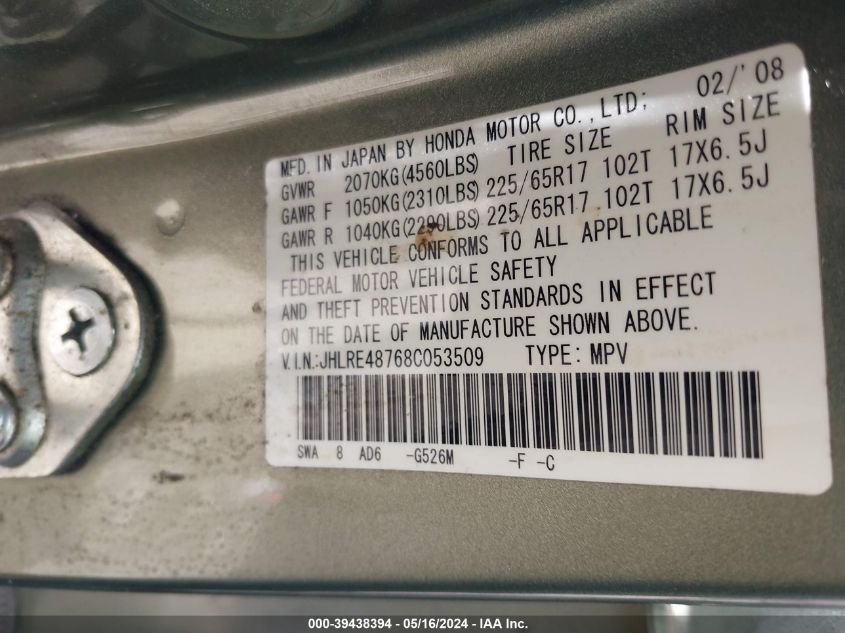 MFD. IN JAPAN BY HONDA MOTOR CO.,LTD; 02/'08
GVWR 2070KG(4560LBS) TIRE SIZE RIM SIZE
GAWR F 1050KG(2310LBS) 225/65R17 102T 17X6.5J
GAWR R 1040KG(2290LBS) 225/65R17 102T 17X6.5J
THIS VEHICLE CONFORMS TO ALL APPLICABLE
FEDERAL MOTOR VEHICLE SAFETY
AND THEFT PREVENTION STANDARDS IN EFFECT
ON THE DATE OF MANUFACTURE SHOWN ABOVE.
V.I.N.:JHLRE48768C053509 TYPE: MPV
SWA 8 AD6 -G526M -F -C
000-39438394 - 05/16/2024 - IAA Inc.